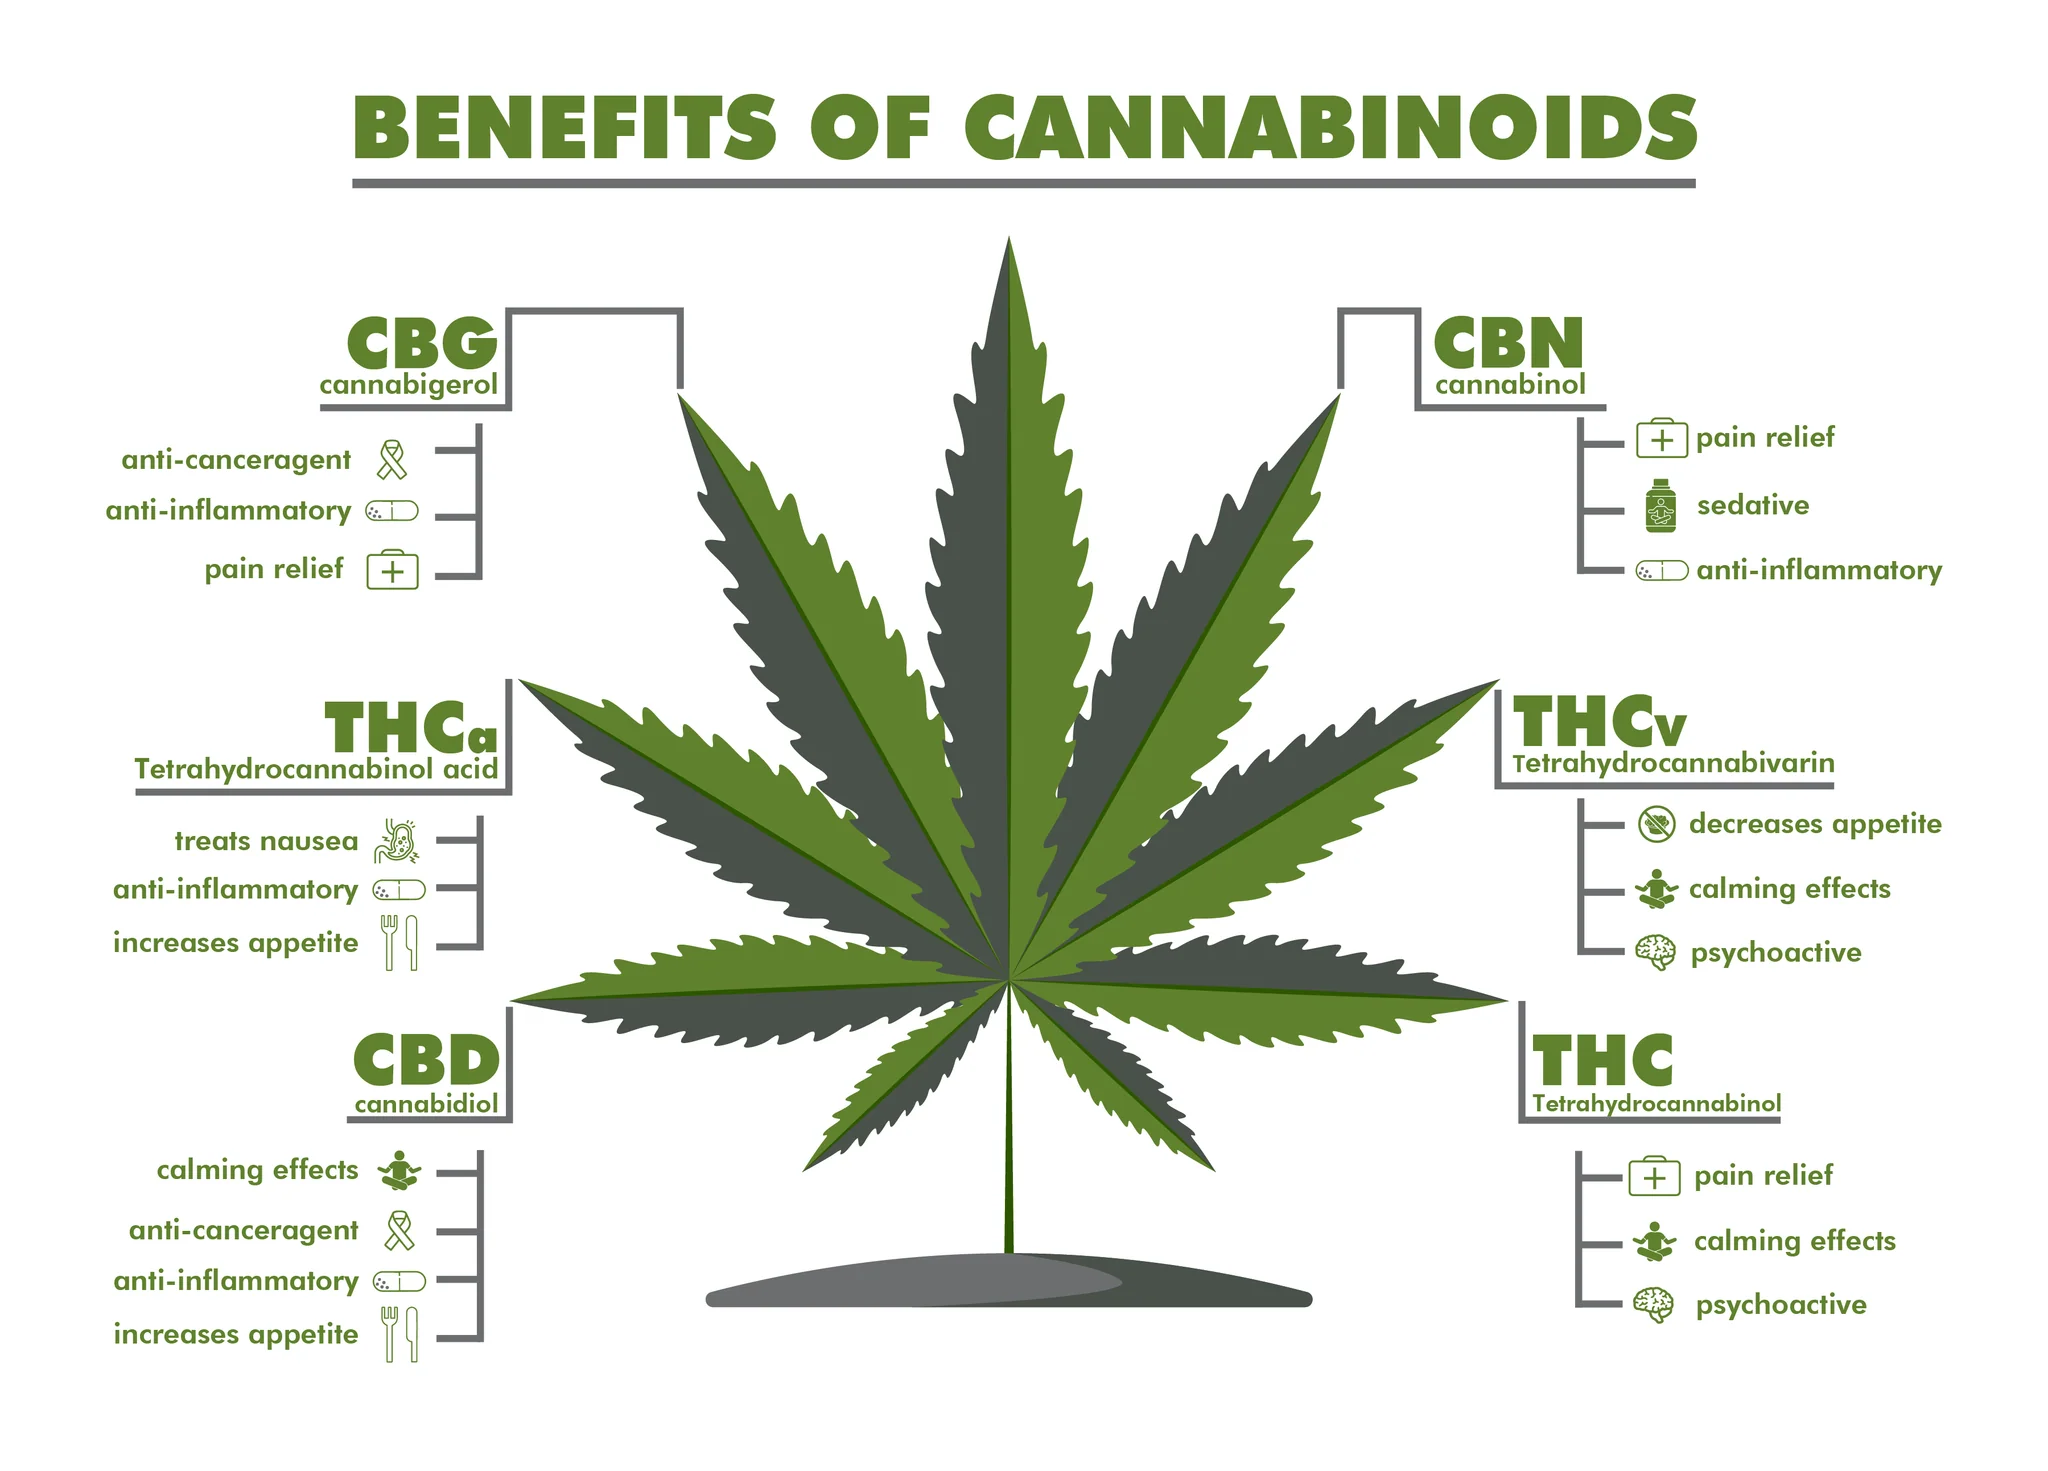 BENEFITS OF CANNABINOIDS
CBG
cannabigerol
anti-canceragent
anti-inflammatory
pain relief
THCa
Tetrahydrocannabinol acid
treats nausea
anti-inflammatory
increases appetite
CBD
cannabidiol
calming effects
anti-canceragent
anti-inflammatory
increases appetite
CBN
cannabinol
pain relief
sedative
anti-inflammatory
THCv
Tetrahydrocannabivarin
decreases appetite
calming effects
psychoactive
THC
Tetrahydrocannabinol
pain relief
calming effects
psychoactive